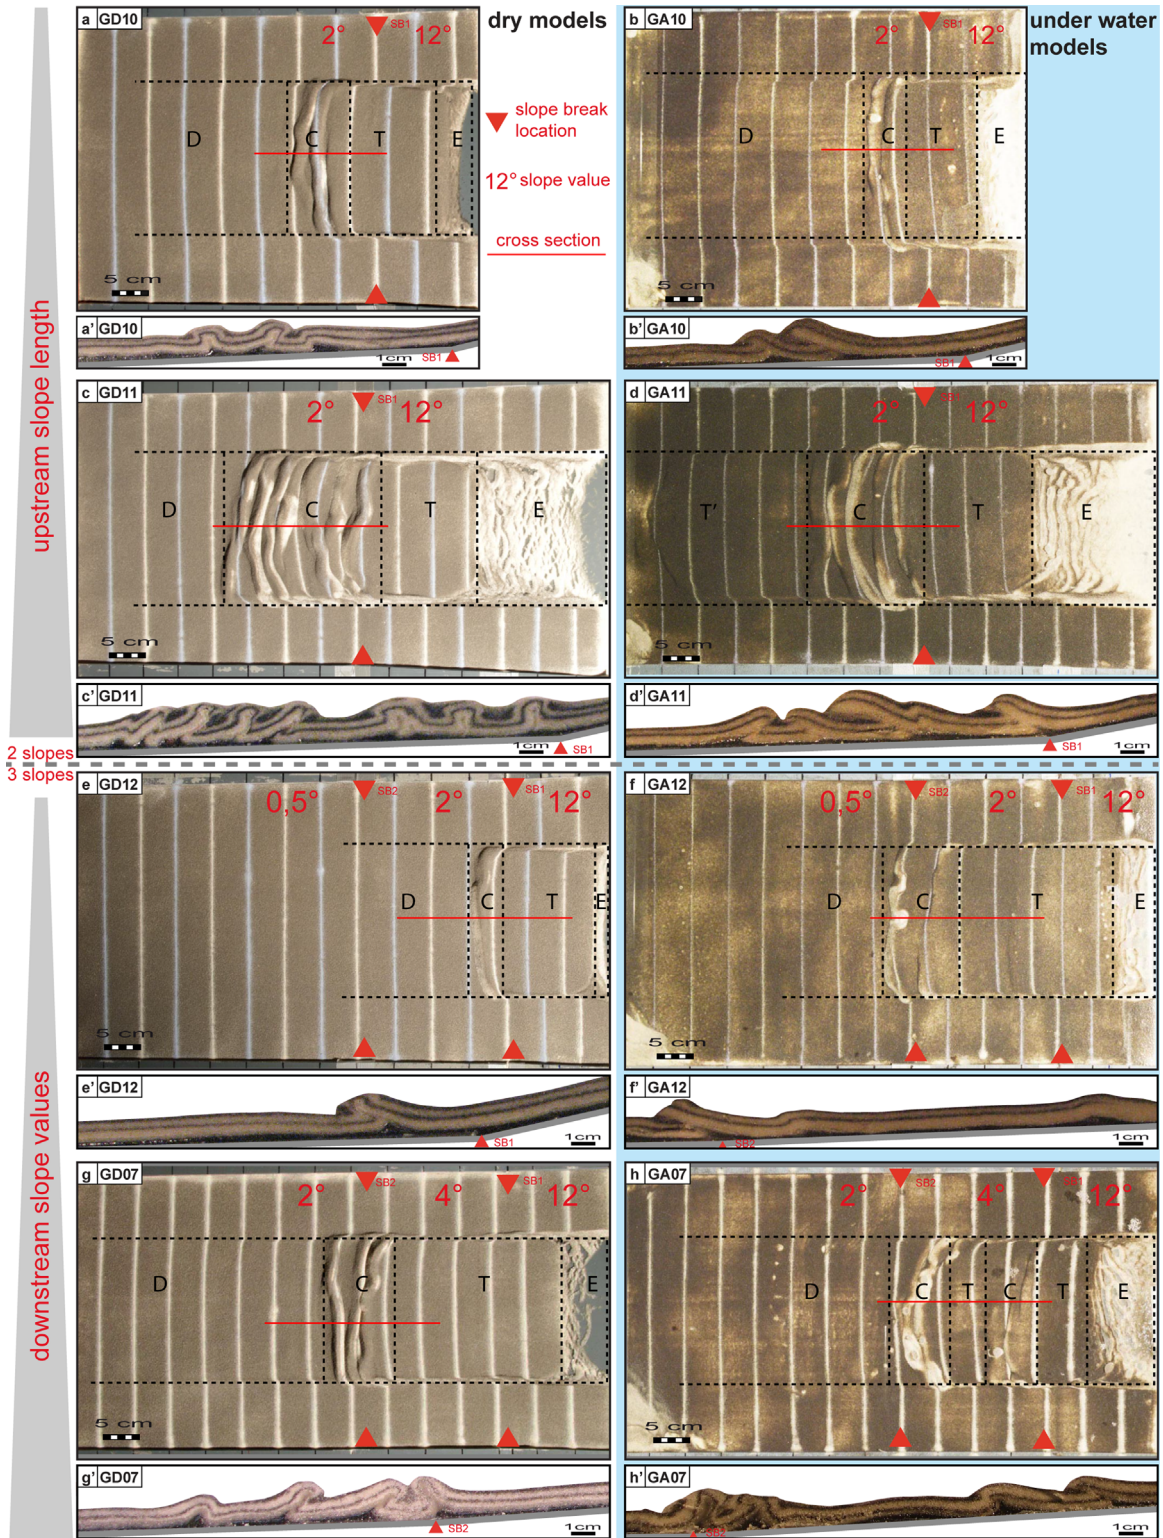 a GD10
2° SB1 12°
D C T E
5 cm
dry models
slope break
location
12° slope value
cross section
b GA10
2° SB1 12°
D C T E
5 cm
under water
models
a' GD10
SB1 1cm
b' GA10
SB1 1cm
upstream slope length
c GD11
2° SB1 12°
D C T E
5 cm
d GA11
2° SB1 12°
T' C T E
5 cm
c' GD11
1cm SB1
d' GA11
SB1 1cm
2 slopes
3 slopes
downstream slope values
e GD12
0,5° SB2 2° SB1 12°
D C T E
5 cm
f GA12
0,5° SB2 2° SB1 12°
D C T E
5 cm
e' GD12
SB1 1cm
f' GA12
SB2 1cm
g GD07
2° SB2 4° SB1 12°
D C T E
5 cm
h GA07
2° SB2 4° SB1 12°
D C T C T E
5 cm
g' GD07
SB2 1cm
h' GA07
SB2 1cm